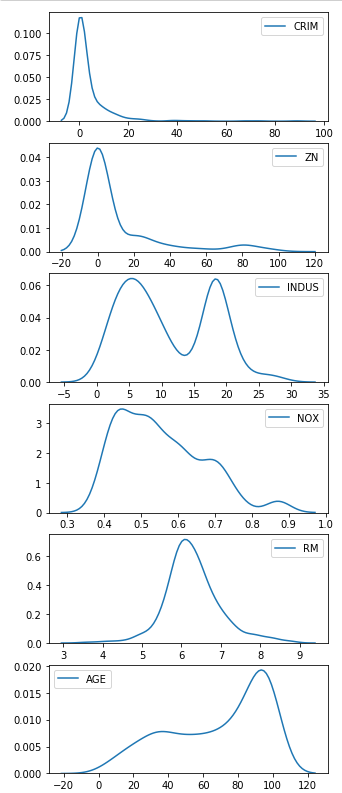 0.125
0.100
0.075
0.050
0.025
0.000
CRIM
0 20 40 60 80 100
0.04
0.03
0.02
0.01
0.00
ZN
−20 0 20 40 60 80 100 120
0.06
0.04
0.02
0.00
INDUS
−5 0 5 10 15 20 25 30 35
3
2
1
0
NOX
0.3 0.4 0.5 0.6 0.7 0.8 0.9 1.0
0.6
0.4
0.2
0.0
RM
3 4 5 6 7 8 9
0.020
0.015
0.010
0.005
0.000
AGE
−20 0 20 40 60 80 100 120